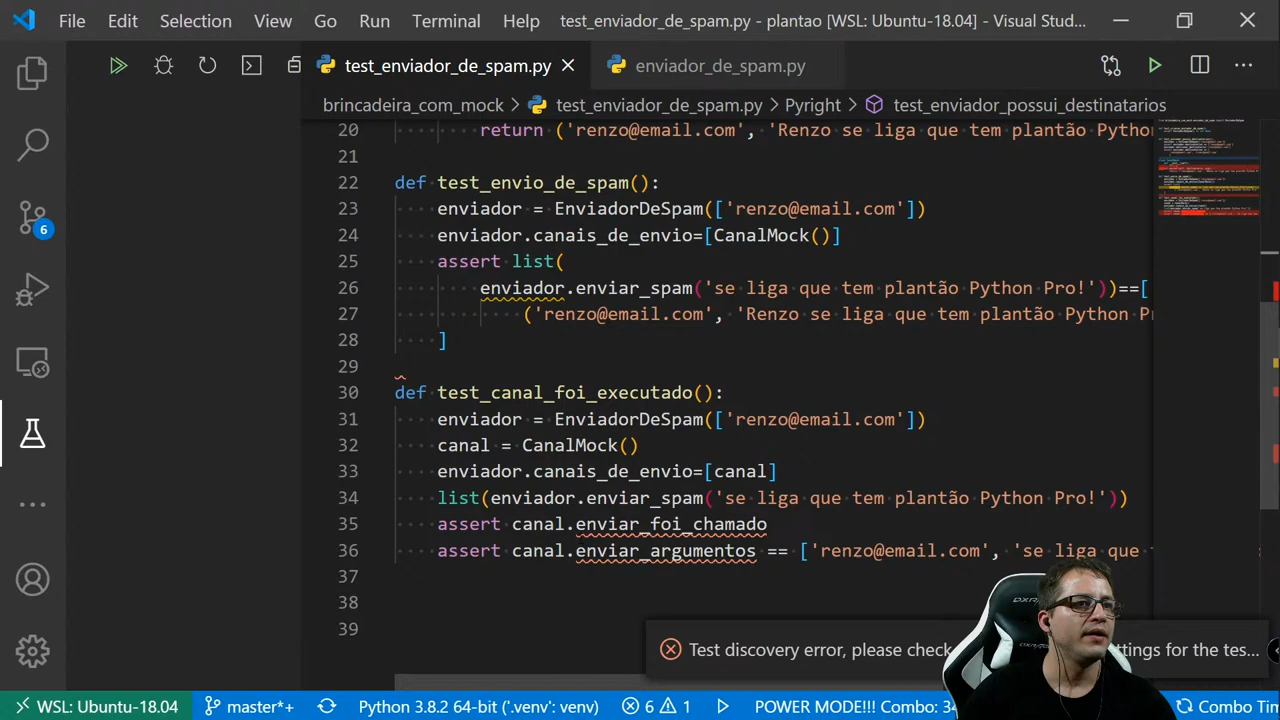 File Edit Selection View Go Run Terminal Help test_enviador_de_spam.py - plantao [WSL: Ubuntu-18.04] - Visual Stud...
test_enviador_de_spam.py enviador_de_spam.py
brincadeira_com_mock > test_enviador_de_spam.py > Pyright > test_enviador_possui_destinatarios
20 return ('renzo@email.com', 'Renzo se liga que tem plantão Python
21
22 def test_envio_de_spam():
23 enviador = EnviadorDeSpam(['renzo@email.com'])
24 enviador.canais_de_envio=[CanalMock()]
25 assert list(
26 enviador.enviar_spam('se liga que tem plantão Python Pro!'))==[
27 ('renzo@email.com', 'Renzo se liga que tem plantão Python Pr
28 ]
29
30 def test_canal_foi_executado():
31 enviador = EnviadorDeSpam(['renzo@email.com'])
32 canal = CanalMock()
33 enviador.canais_de_envio=[canal]
34 list(enviador.enviar_spam('se liga que tem plantão Python Pro!'))
35 assert canal.enviar_foi_chamado
36 assert canal.enviar_argumentos == ['renzo@email.com', 'se liga que
37
38
39
6
Test discovery error, please check ttings for the tes...
WSL: Ubuntu-18.04 master*+ Python 3.8.2 64-bit ('.venv': venv) 6 1 POWER MODE!!! Combo: Combo Tim